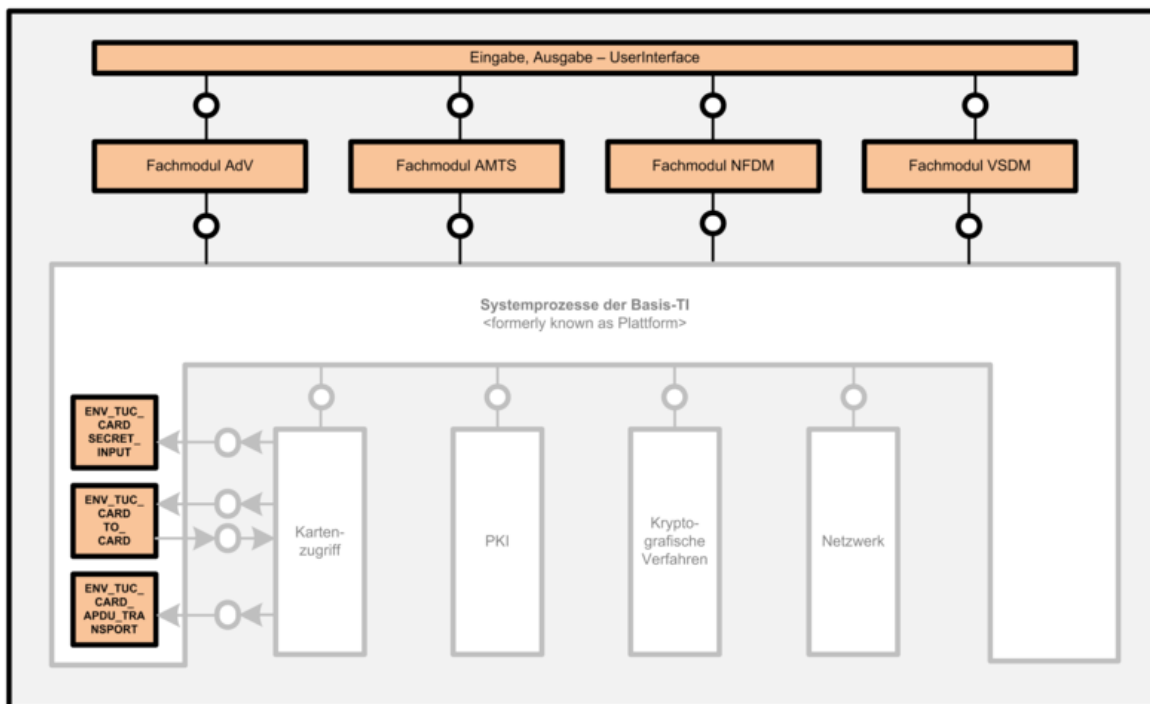 Eingabe, Ausgabe – UserInterface
Fachmodul AdV
Fachmodul AMTS
Fachmodul NFDM
Fachmodul VSDM
Systemprozesse der Basis-TI
<formerly known as Plattform>
ENV_TUC_
CARD
SECRET_
INPUT
ENV_TUC_
CARD
TO_
CARD
ENV_TUC_
CARD_
APDU_TRA
NSPORT
Karten-
zugriff
PKI
Krypto-
grafische
Verfahren
Netzwerk